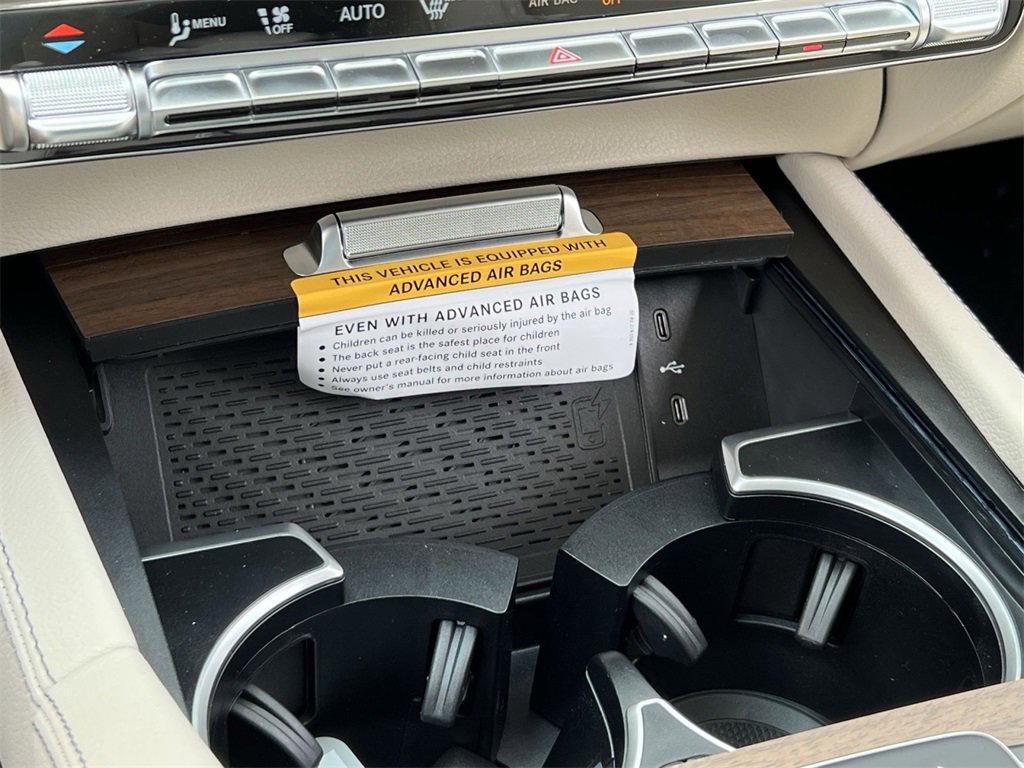 MENU
OFF
AUTO
AIR BAG
OFF
THIS VEHICLE IS EQUIPPED WITH
ADVANCED AIR BAGS
EVEN WITH ADVANCED AIR BAGS
• Children can be killed or seriously injured by the air bag
• The back seat is the safest place for children
• Never put a rear-facing child seat in the front
• Always use seat belts and child restraints
• See owner's manual for more information about air bags